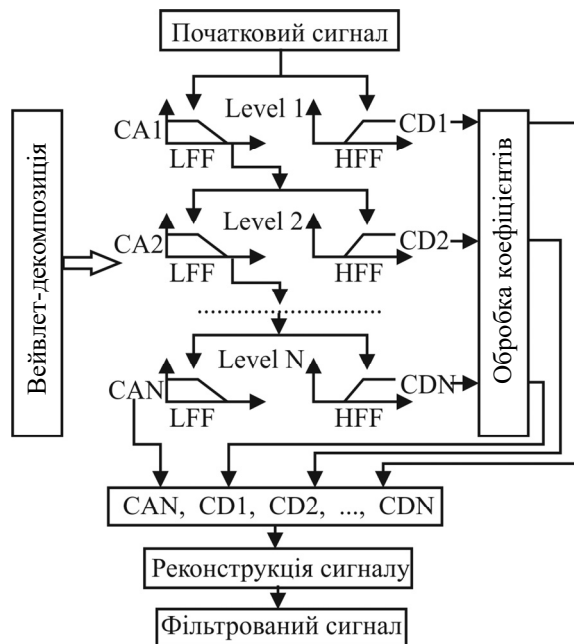 Початковий сигнал
Вейвлет-декомпозиція
CA1
Level 1
CD1
LFF
HFF
CA2
Level 2
CD2
LFF
HFF
Level N
CAN
CDN
LFF
HFF
Обробка коефіцієнтів
CAN, CD1, CD2, ..., CDN
Реконструкція сигналу
Фільтрований сигнал